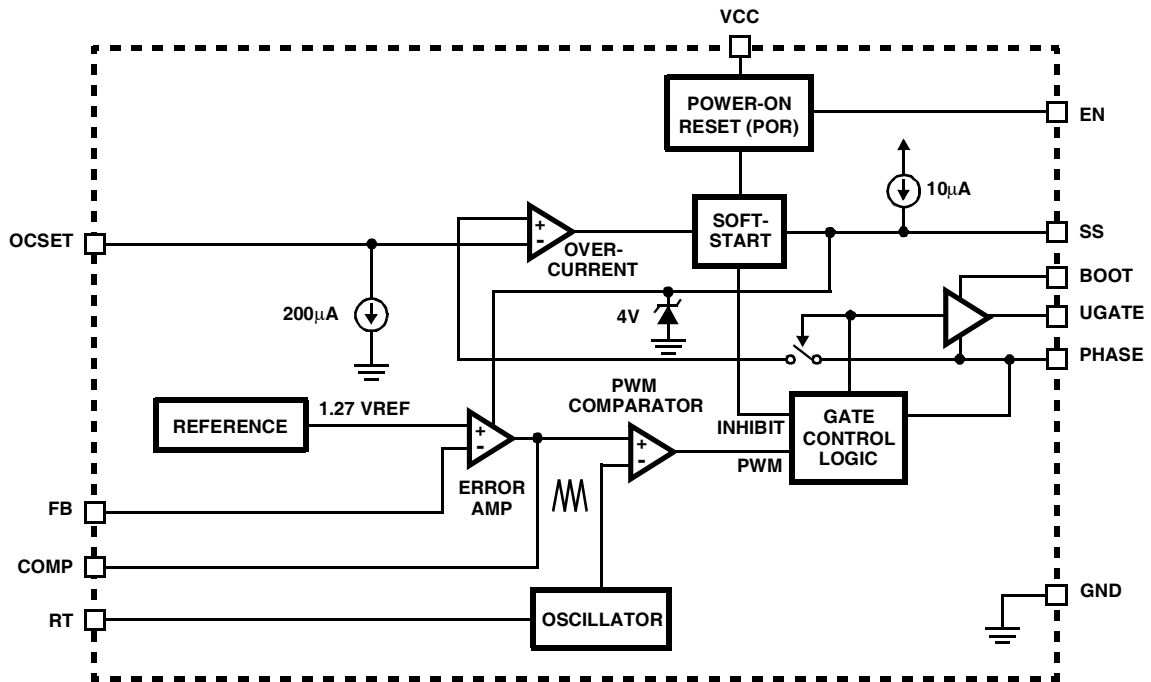 VCC
POWER-ON
RESET (POR)
EN
10µA
OCSET
+
-
OVER-
CURRENT
SOFT-
START
SS
BOOT
200µA
4V
UGATE
PHASE
REFERENCE
1.27 VREF
+
-
ERROR
AMP
PWM
COMPARATOR
+
-
INHIBIT
PWM
GATE
CONTROL
LOGIC
FB
COMP
RT
OSCILLATOR
GND